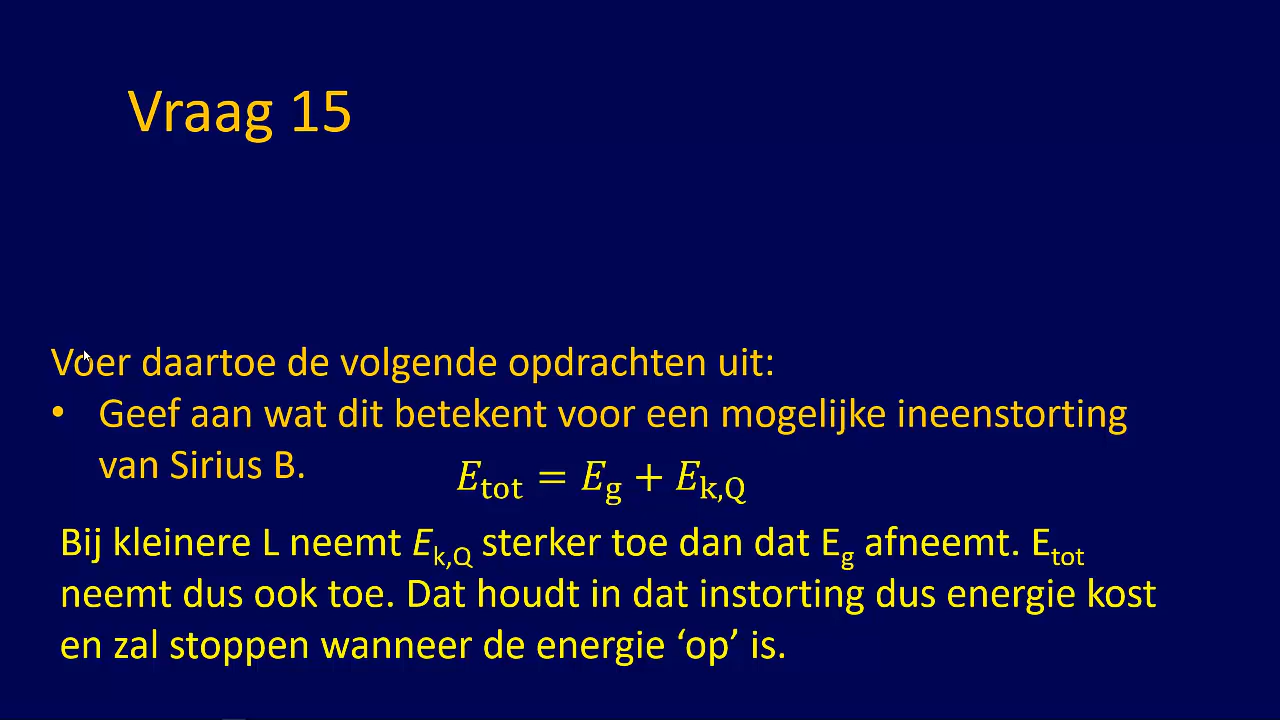 Vraag 15
Voer daartoe de volgende opdrachten uit:
• Geef aan wat dit betekent voor een mogelijke ineenstorting
van Sirius B.
E_tot = E_g + E_k,Q
Bij kleinere L neemt E_k,Q sterker toe dan dat E_g afneemt. E_tot
neemt dus ook toe. Dat houdt in dat instorting dus energie kost
en zal stoppen wanneer de energie ‘op’ is.